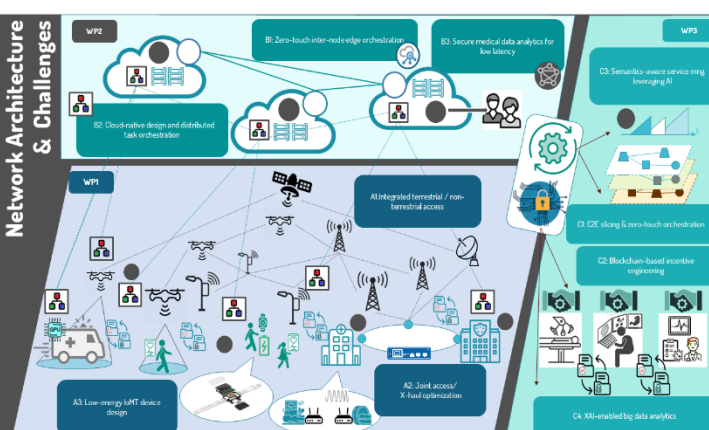 Network Architecture
& Challenges
WP2
B1: Zero-touch inter-node edge orchestration
B3: Secure medical data analytics for
low latency
B2: Cloud-native design and distributed
task orchestration
WP3
C3: Semantics-aware service mng.
leveraging AI
C1: E2E slicing & zero-touch orchestration
C2: Blockchain-based incentive
engineering
C4: XAI-enabled big data analytics
WP1
A1:Integrated terrestrial / non-
terrestrial access
A2: Joint access/
X-haul optimization
A3: Low-energy IoMT device
design